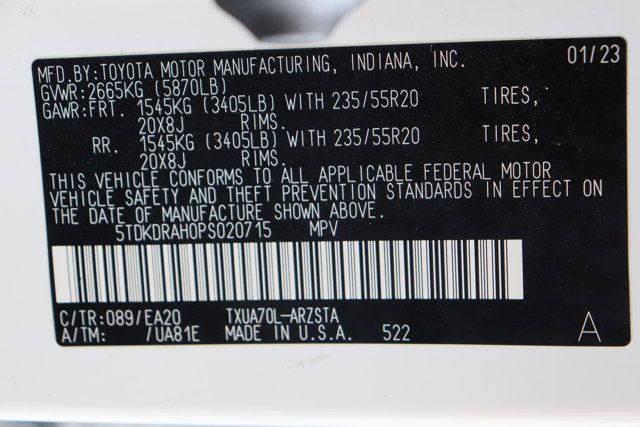 MFD.BY:TOYOTA MOTOR MANUFACTURING, INDIANA, INC. 01/23
GVWR:2665KG (5870LB)
GAWR:FRT. 1545KG (3405LB) WITH 235/55R20 TIRES,
20X8J RIMS.
RR. 1545KG (3405LB) WITH 235/55R20 TIRES,
20X8J RIMS.
THIS VEHICLE CONFORMS TO ALL APPLICABLE FEDERAL MOTOR
VEHICLE SAFETY AND THEFT PREVENTION STANDARDS IN EFFECT ON
THE DATE OF MANUFACTURE SHOWN ABOVE.
5TDKDRAH0PS020715 MPV
C/TR:089/EA20 TXUA70L-ARZSTA
A/TM: /UA81E MADE IN U.S.A. 522 A